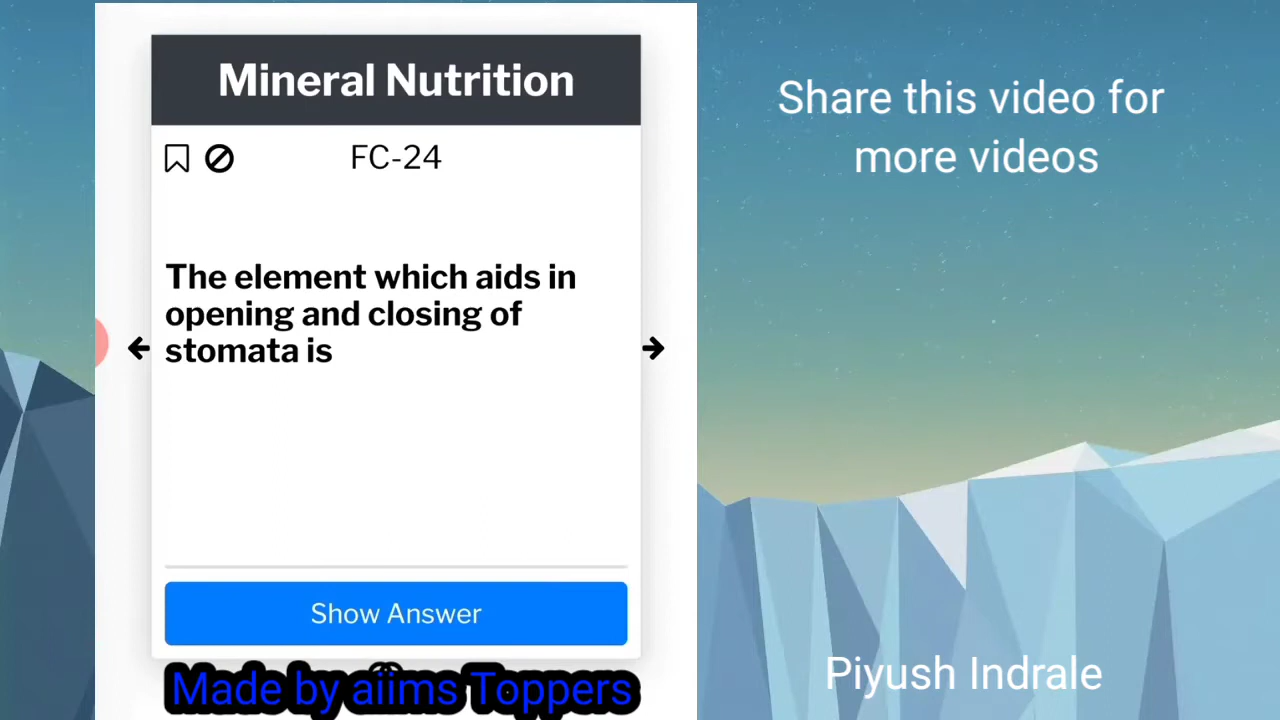 Mineral Nutrition
FC-24
The element which aids in
opening and closing of
stomata is
Show Answer
Made by aiims Toppers
Share this video for
more videos
Piyush Indrale